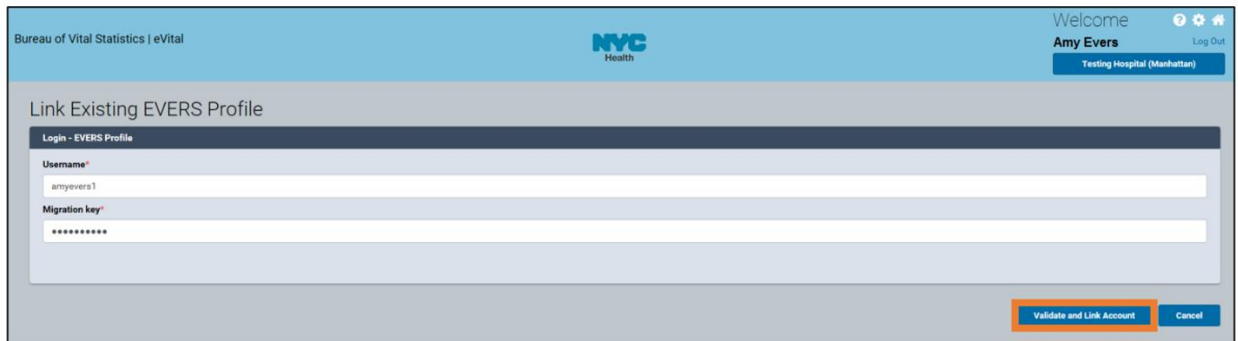 Bureau of Vital Statistics | eVital
NYC
Health
Welcome
Amy Evers
Log Out
Testing Hospital (Manhattan)
Link Existing EVERS Profile
Login - EVERS Profile
Username*
amyevers1
Migration key*
••••••••••
Validate and Link Account
Cancel